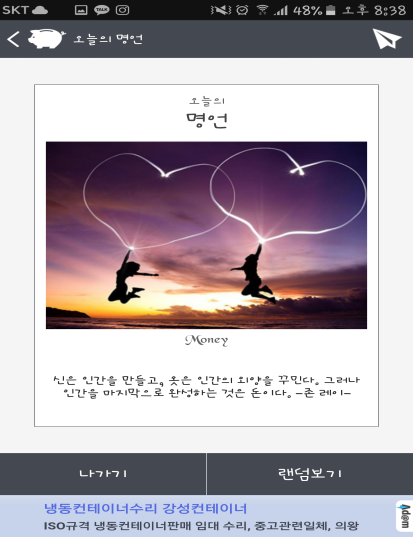 SKT 48% 오후 8:38
TALK
오늘의 명언
오늘의
명언
Money
신은 인간을 만들고, 옷은 인간의 외양을 꾸민다. 그러나
인간을 마지막으로 완성하는 것은 돈이다. -존 레이-
나가기 랜덤보기
냉동컨테이너수리 강성컨테이너
ISO규격 냉동컨테이너판매 임대 수리, 중고관련일체, 의왕
Ad@m